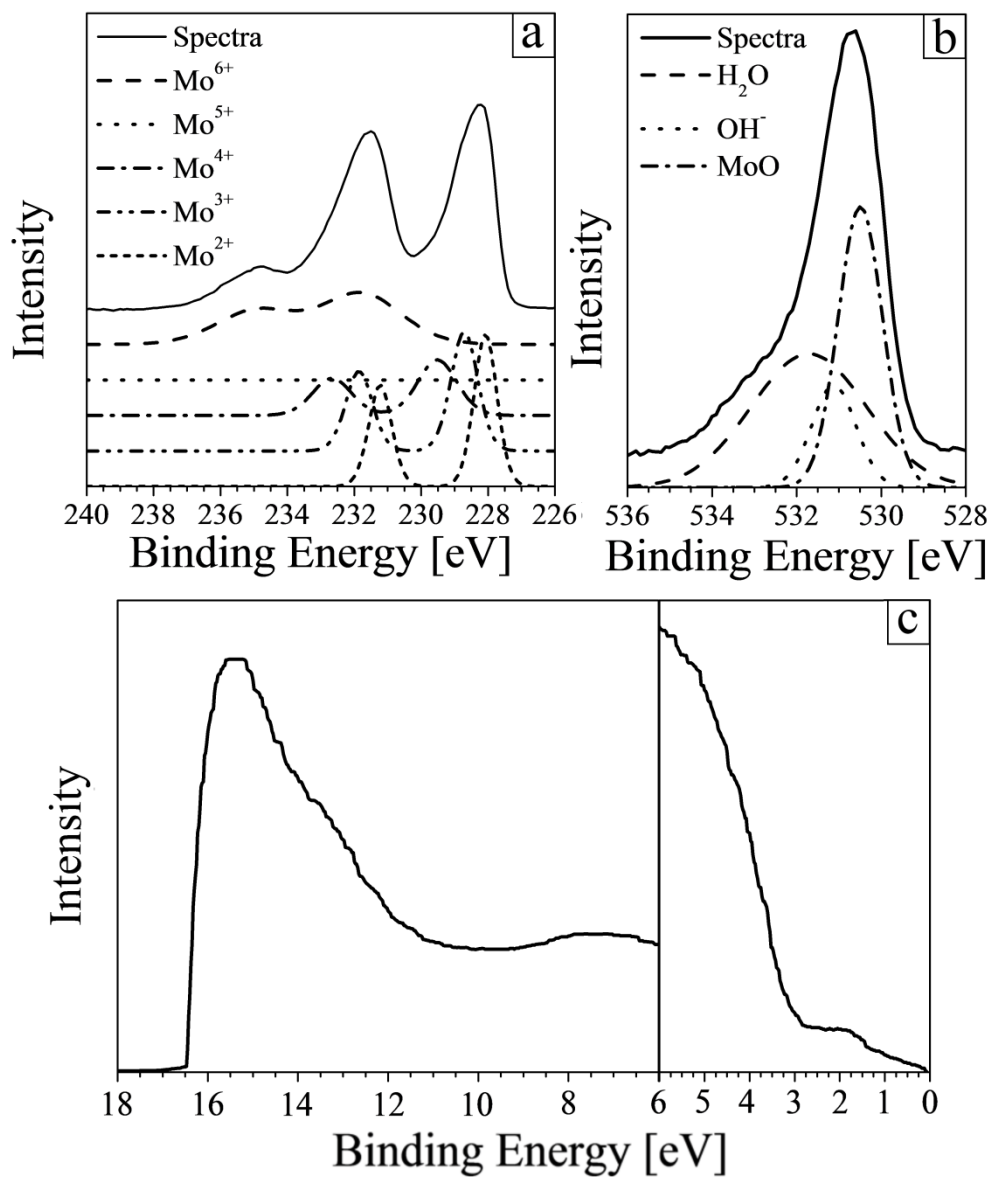 a
Spectra
Mo6+
Mo5+
Mo4+
Mo3+
Mo2+
Intensity
240 238 236 234 232 230 228 226
Binding Energy [eV]
b
Spectra
H2O
OH-
MoO
Intensity
536 534 532 530 528
Binding Energy [eV]
c
Intensity
18 16 14 12 10 8 6 5 4 3 2 1 0
Binding Energy [eV]